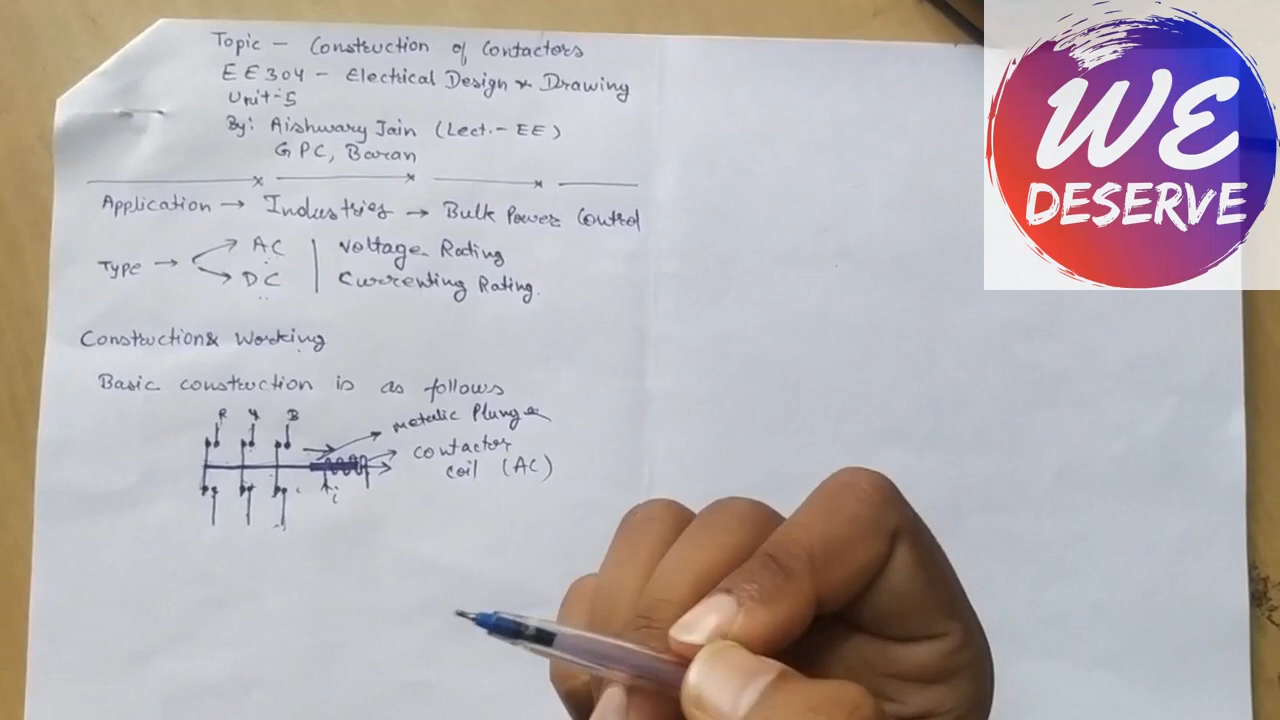 Topic - Construction of Contactors
EE304 - Electrical Design & Drawing
Unit-5
By: Aishwary Jain (Lect.- EE)
GPC, Baran
Application → Industries → Bulk Power Control
Type → AC | Voltage Rating
DC | Currenting Rating.
Construction& Working
Basic construction is as follows
R Y B
Metalic Plunge
contactor
coil (AC)
i
WE
DESERVE